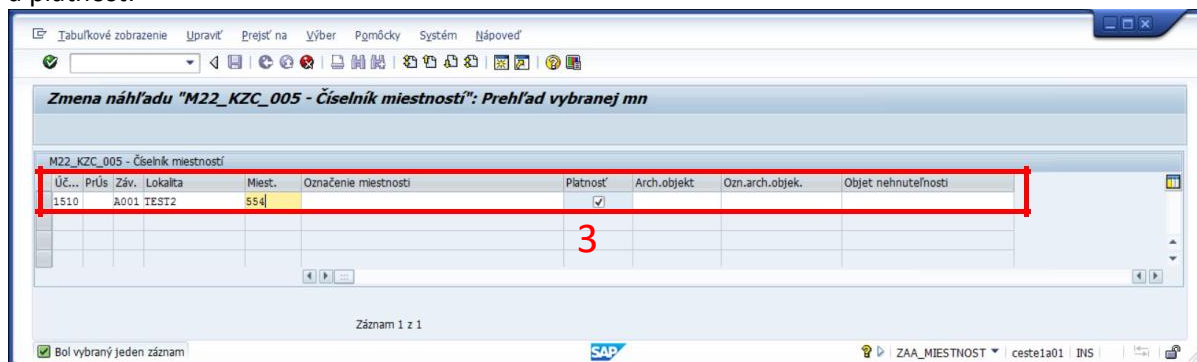 Tabuľkové zobrazenie Upraviť Prejsť na Výber Pomôcky Systém Nápoveď
Zmena náhľadu "M22_KZC_005 - Číselník miestností": Prehľad vybranej mn
M22_KZC_005 - Číselník miestností
Úč... PrÚs Záv. Lokalita Miest. Označenie miestnosti Platnosť Arch.objekt Ozn.arch.objek. Objet nehnuteľnosti
1510 A001 TEST2 554
3
Záznam 1 z 1
Bol vybraný jeden záznam SAP ZAA_MIESTNOST ceste1a01 INS